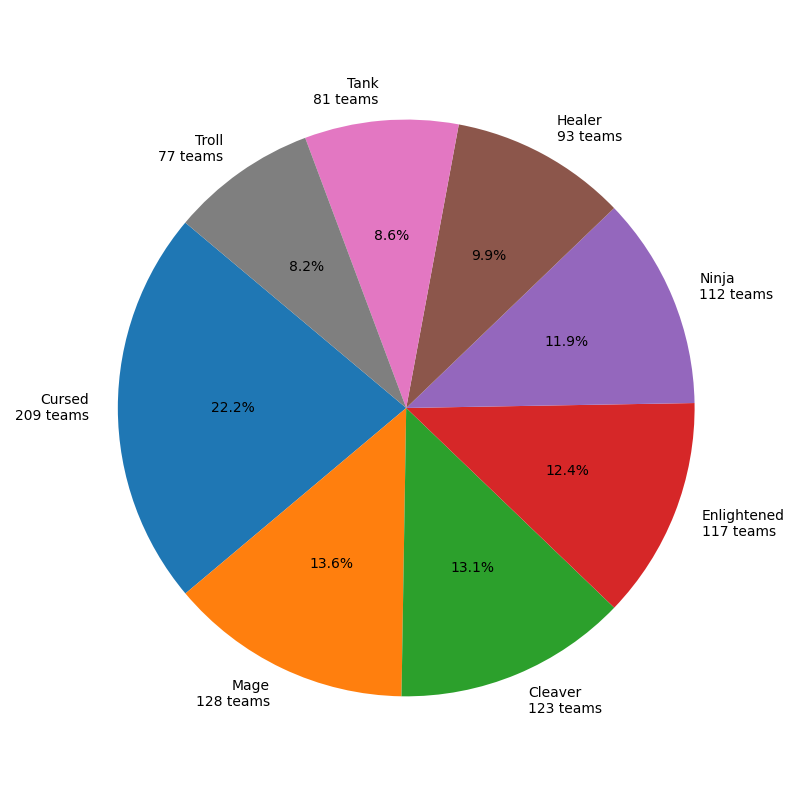 Tank
81 teams
Healer
93 teams
Troll
77 teams
8.6%
9.9%
8.2%
Ninja
112 teams
11.9%
Cursed
209 teams
22.2%
12.4%
Enlightened
117 teams
13.6%
13.1%
Mage
128 teams
Cleaver
123 teams